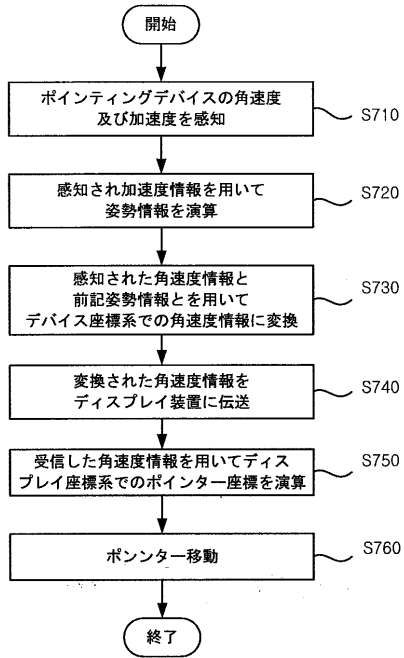 開始
ポインティングデバイスの角速度
及び加速度を感知
S710
感知され加速度情報を用いて
姿勢情報を演算
S720
感知された角速度情報と
前記姿勢情報とを用いて
デバイス座標系での角速度情報に変換
S730
変換された角速度情報を
ディスプレイ装置に伝送
S740
受信した角速度情報を用いてディス
プレイ座標系でのポインター座標を演算
S750
ポンンター移動
S760
終了